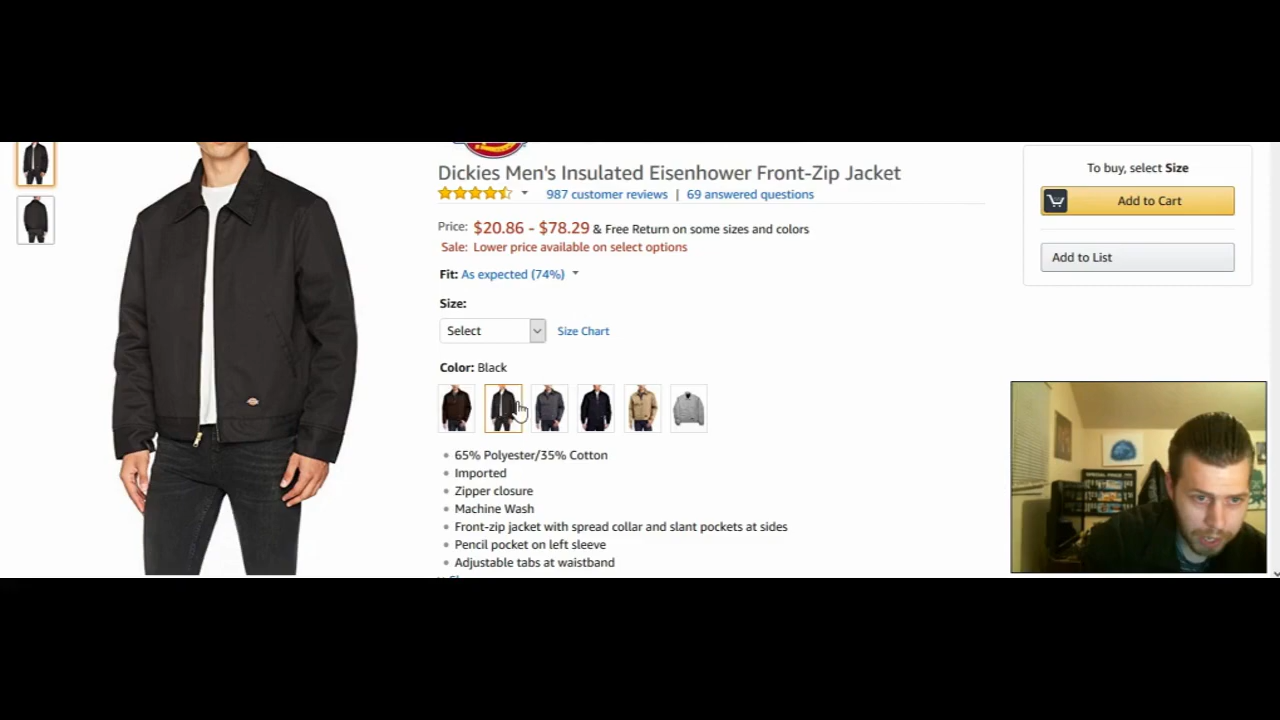 Dickies Men's Insulated Eisenhower Front-Zip Jacket
987 customer reviews | 69 answered questions
Price: $20.86 - $78.29 & Free Return on some sizes and colors
Sale: Lower price available on select options
Fit: As expected (74%)
Size:
Select Size Chart
Color: Black
65% Polyester/35% Cotton
Imported
Zipper closure
Machine Wash
Front-zip jacket with spread collar and slant pockets at sides
Pencil pocket on left sleeve
Adjustable tabs at waistband
To buy, select Size
Add to Cart
Add to List